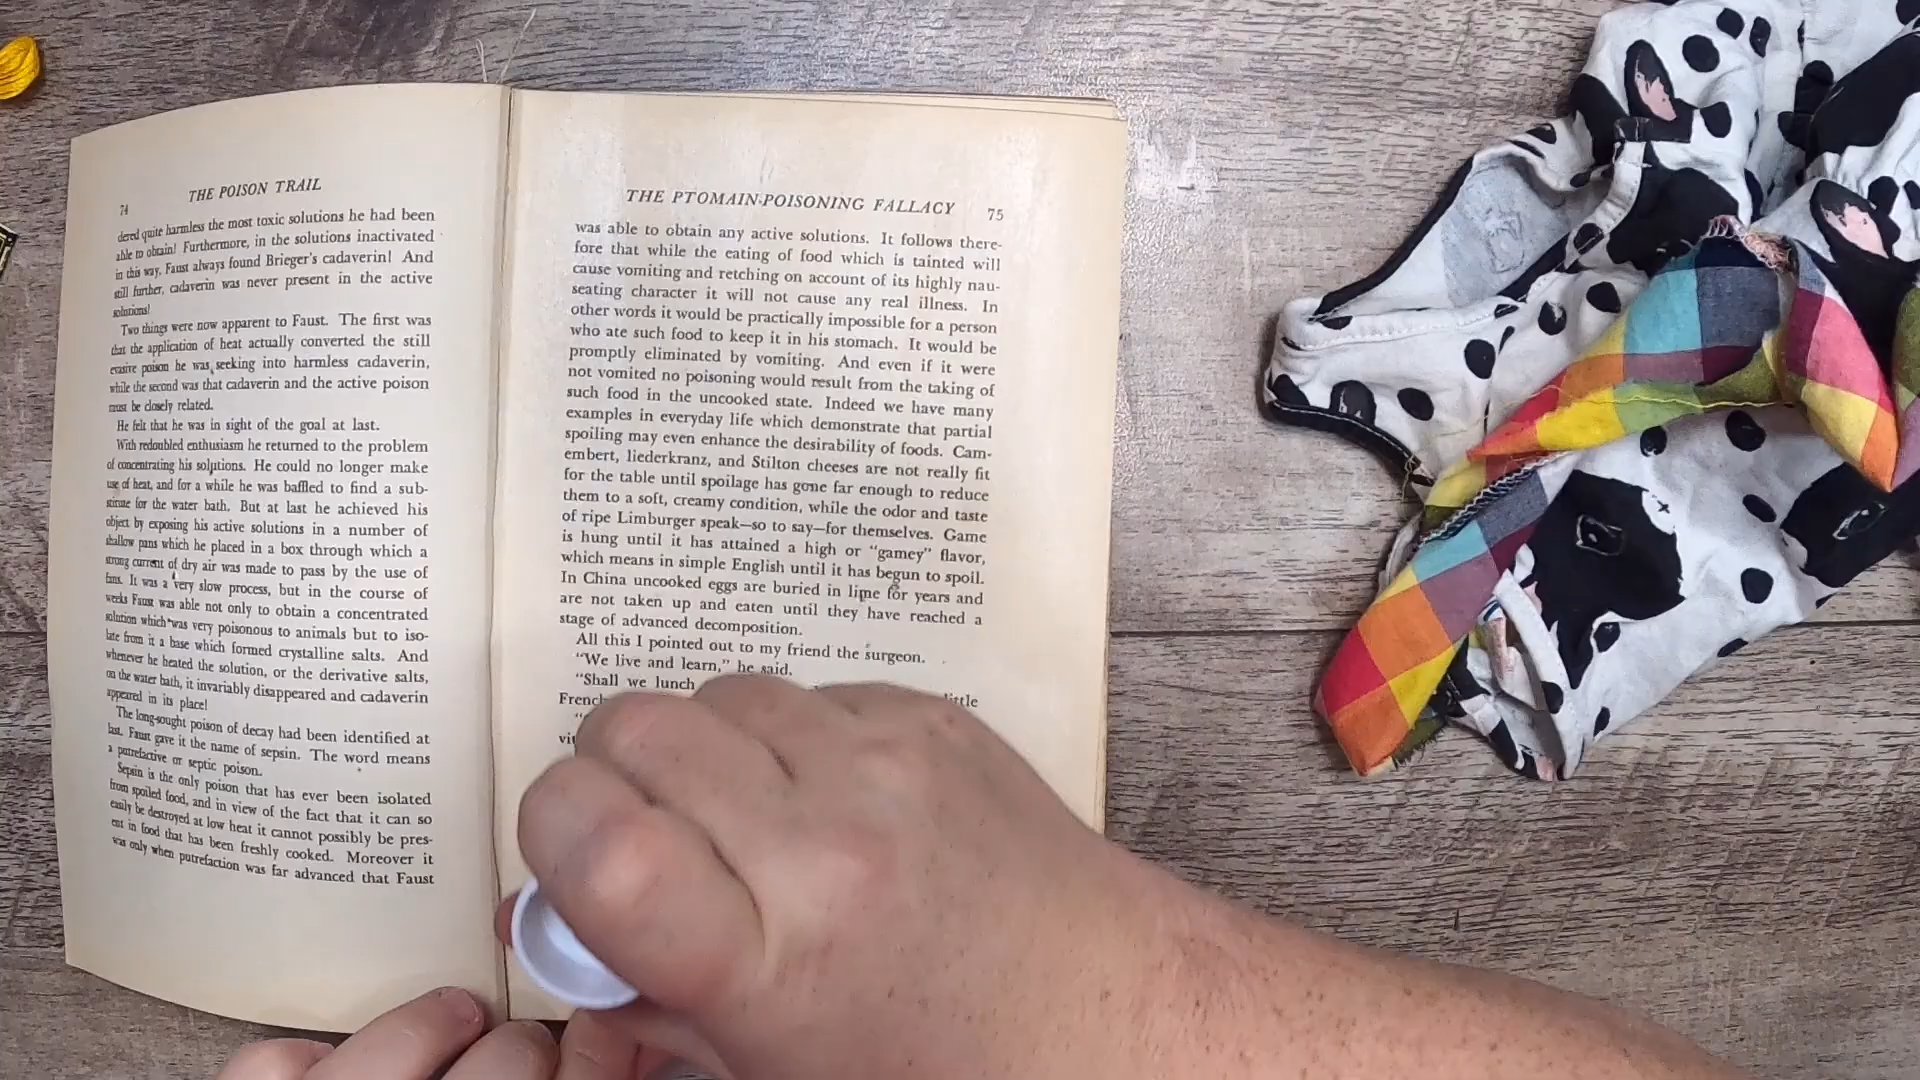 74
THE POISON TRAIL
dered quite harmless the most toxic solutions he had been
able to obtain! Furthermore, in the solutions inactivated
in this way, Faust always found Brieger's cadaverin! And
still further, cadaverin was never present in the active
solutions!
Two things were now apparent to Faust. The first was
that the application of heat actually converted the still
evasive poison he was seeking into harmless cadaverin,
while the second was that cadaverin and the active poison
must be closely related.
He felt that he was in sight of the goal at last.
With redoubled enthusiasm he returned to the problem
of concentrating his solutions. He could no longer make
use of heat, and for a while he was baffled to find a sub-
stitute for the water bath. But at last he achieved his
object by exposing his active solutions in a number of
shallow pans which he placed in a box through which a
strong current of dry air was made to pass by the use of
fans. It was a very slow process, but in the course of
weeks Faust was able not only to obtain a concentrated
solution which was very poisonous to animals but to iso-
late from it a base which formed crystalline salts. And
whenever he heated the solution, or the derivative salts,
on the water bath, it invariably disappeared and cadaverin
appeared in its place!
The long-sought poison of decay had been identified at
last. Faust gave it the name of sepsin. The word means
a putrefactive or septic poison.
Sepsin is the only poison that has ever been isolated
from spoiled food, and in view of the fact that it can so
easily be destroyed at low heat it cannot possibly be pres-
ent in food that has been freshly cooked. Moreover it
was only when putrefaction was far advanced that Faust
THE PTOMAIN-POISONING FALLACY 75
was able to obtain any active solutions. It follows there-
fore that while the eating of food which is tainted will
cause vomiting and retching on account of its highly nau-
seating character it will not cause any real illness. In
other words it would be practically impossible for a person
who ate such food to keep it in his stomach. It would be
promptly eliminated by vomiting. And even if it were
not vomited no poisoning would result from the taking of
such food in the uncooked state. Indeed we have many
examples in everyday life which demonstrate that partial
spoiling may even enhance the desirability of foods. Cam-
embert, liederkranz, and Stilton cheeses are not really fit
for the table until spoilage has gone far enough to reduce
them to a soft, creamy condition, while the odor and taste
of ripe Limburger speak—so to say—for themselves. Game
is hung until it has attained a high or "gamey" flavor,
which means in simple English until it has begun to spoil.
In China uncooked eggs are buried in lime for years and
are not taken up and eaten until they have reached a
stage of advanced decomposition.
All this I pointed out to my friend the surgeon.
"We live and learn," he said.
"Shall we lunch
French little